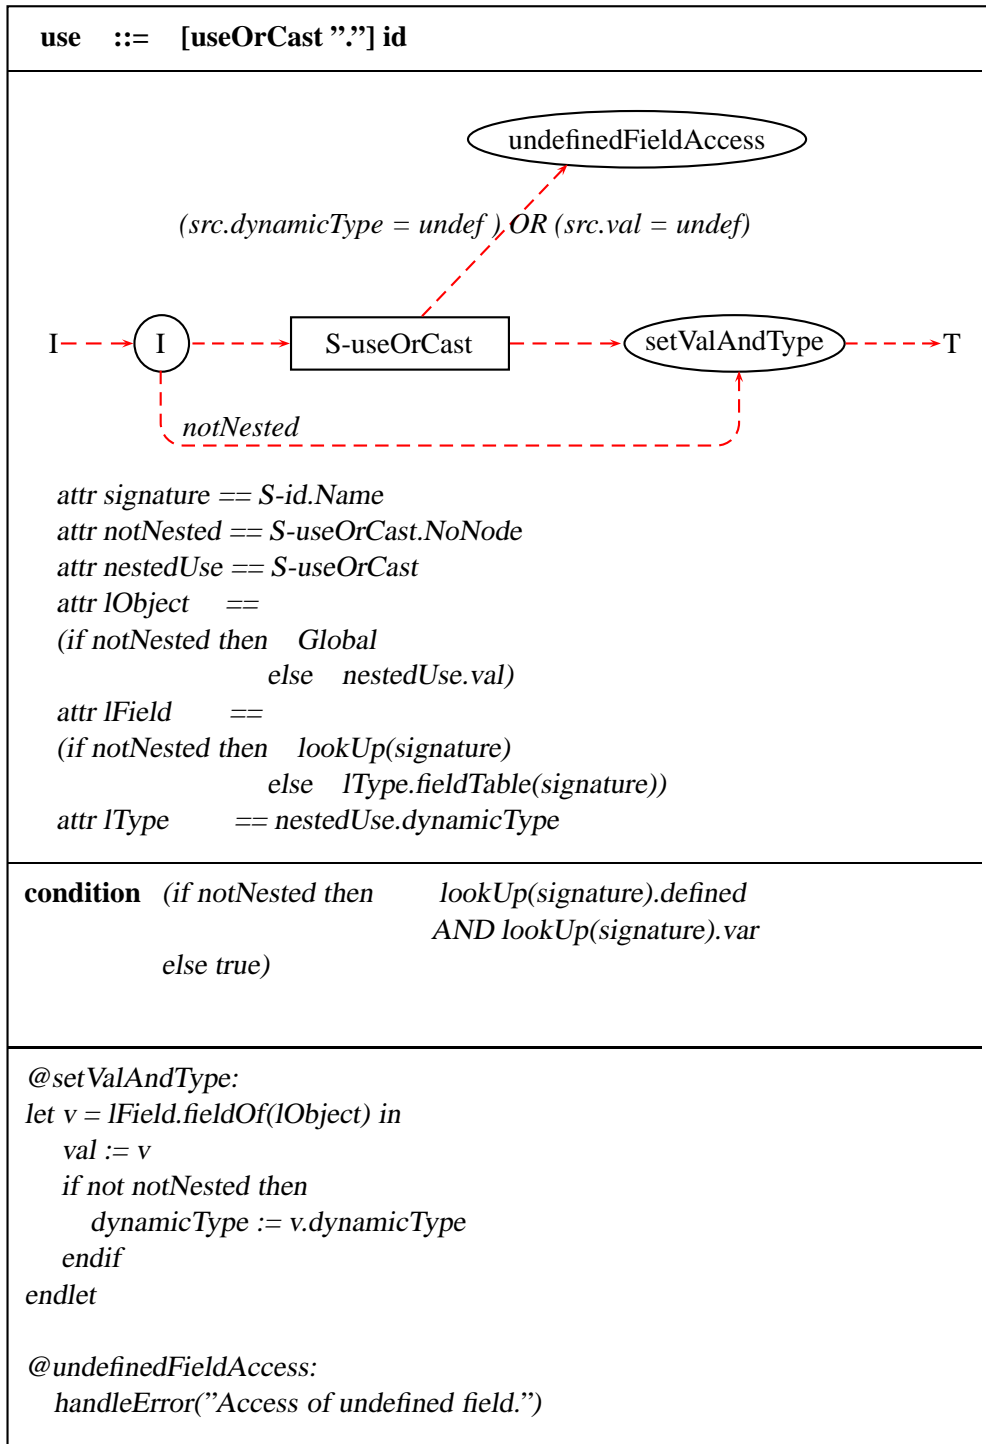 use ::= [useOrCast ”.”] id
undefinedFieldAccess
(src.dynamicType = undef ) OR (src.val = undef)
I I S-useOrCast setValAndType T
notNested
attr signature == S-id.Name
attr notNested == S-useOrCast.NoNode
attr nestedUse == S-useOrCast
attr lObject ==
(if notNested then Global
else nestedUse.val)
attr lField ==
(if notNested then lookUp(signature)
else lType.fieldTable(signature))
attr lType == nestedUse.dynamicType
condition (if notNested then lookUp(signature).defined
AND lookUp(signature).var
else true)
@setValAndType:
let v = lField.fieldOf(lObject) in
val := v
if not notNested then
dynamicType := v.dynamicType
endif
endlet
@undefinedFieldAccess:
handleError(”Access of undefined field.”)